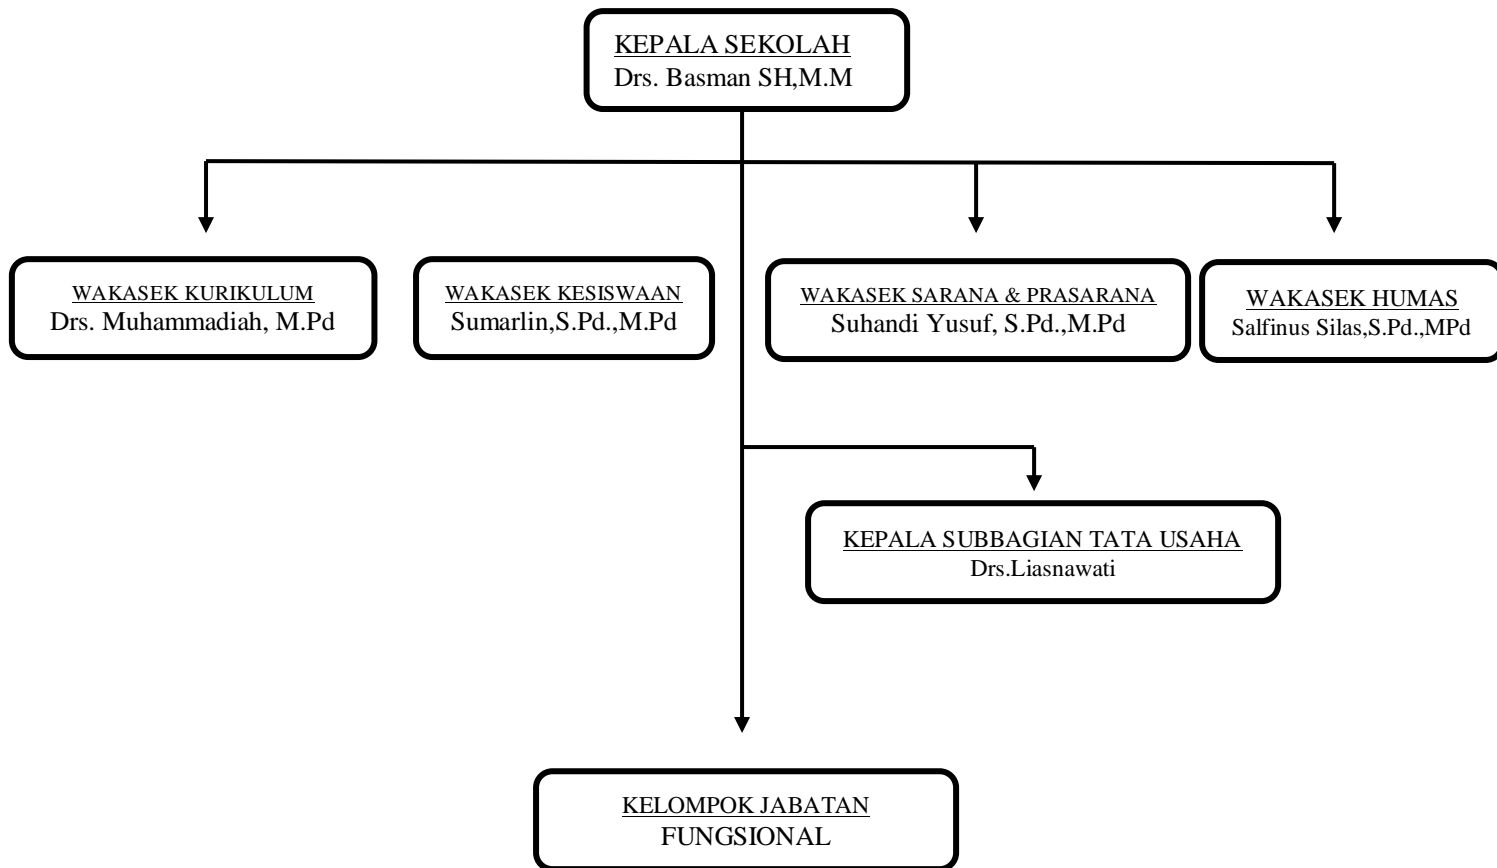 KEPALA SEKOLAH
Drs. Basman SH,M.M
WAKASEK KURIKULUM
Drs. Muhammadiah, M.Pd
WAKASEK KESISWAAN
Sumarlin,S.Pd.,M.Pd
WAKASEK SARANA & PRASARANA
Suhandi Yusuf, S.Pd.,M.Pd
WAKASEK HUMAS
Salfinus Silas,S.Pd.,MPd
KEPALA SUBBAGIAN TATA USAHA
Drs.Liasnawati
KELOMPOK JABATAN
FUNGSIONAL